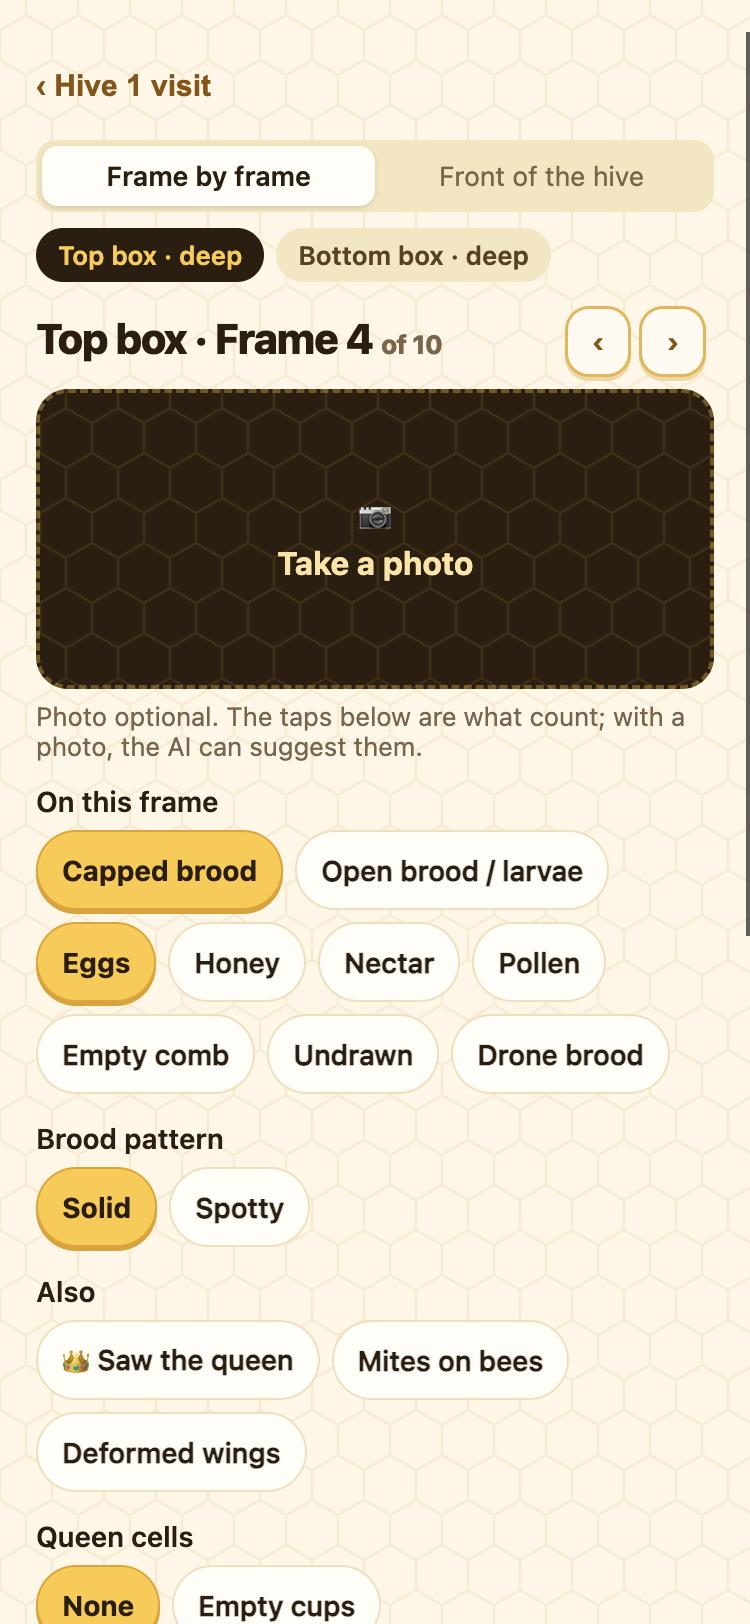 ‹ Hive 1 visit
Frame by frame Front of the hive
Top box · deep Bottom box · deep
Top box · Frame 4 of 10 ‹ ›
Take a photo
Photo optional. The taps below are what count; with a
photo, the AI can suggest them.
On this frame
Capped brood Open brood / larvae
Eggs Honey Nectar Pollen
Empty comb Undrawn Drone brood
Brood pattern
Solid Spotty
Also
👑 Saw the queen Mites on bees
Deformed wings
Queen cells
None Empty cups